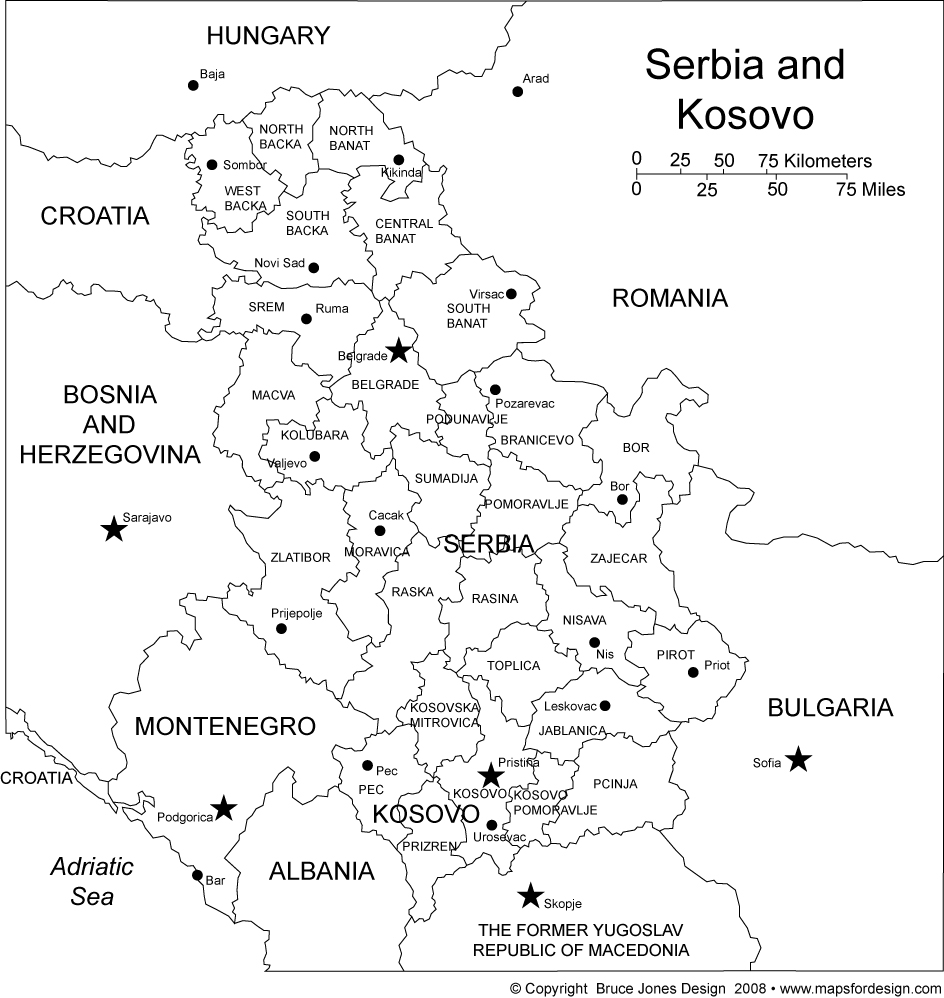 HUNGARY
Serbia and
Kosovo
Baja
Arad
0 25 50 75 Kilometers
0 25 50 75 Miles
NORTH
BACKA
NORTH
BANAT
Sombor
Kikinda
WEST
BACKA
CROATIA
SOUTH
BACKA
CENTRAL
BANAT
Novi Sad
Virsac
ROMANIA
SREM
Ruma
SOUTH
BANAT
Belgrade
BELGRADE
BOSNIA
AND
HERZEGOVINA
MACVA
Pozarevac
PODUNAVLJE
BRANICEVO
KOLUBARA
Valjevo
BOR
SUMADIJA
Bor
POMORAVLJE
Sarajavo
Cacak
SERBIA
MORAVICA
ZLATIBOR
ZAJECAR
RASKA
RASINA
Prijepolje
NISAVA
Nis
PIROT
Priot
TOPLICA
KOSOVSKA
MITROVICA
Leskovac
JABLANICA
BULGARIA
MONTENEGRO
Sofia
Pristina
CROATIA
Pec
PEC
PCINJA
KOSOVO
KOSOVO
POMORAVLJE
KOSOVO
Podgorica
Urosevac
PRIZREN
Adriatic
Sea
ALBANIA
Bar
Skopje
THE FORMER YUGOSLAV
REPUBLIC OF MACEDONIA
© Copyright Bruce Jones Design 2008 • www.mapsfordesign.com